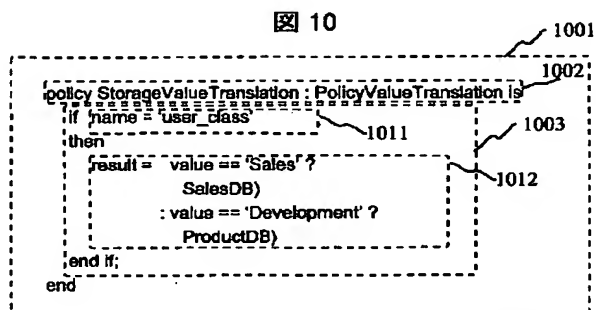 図 10
1001
1002
policy StorageValueTranslation : PolicyValueTranslation is
if name = 'user_class'
1011
1003
then
result = value == 'Sales' ?
1012
SalesDB)
: value == 'Development' ?
ProductDB)
end if;
end